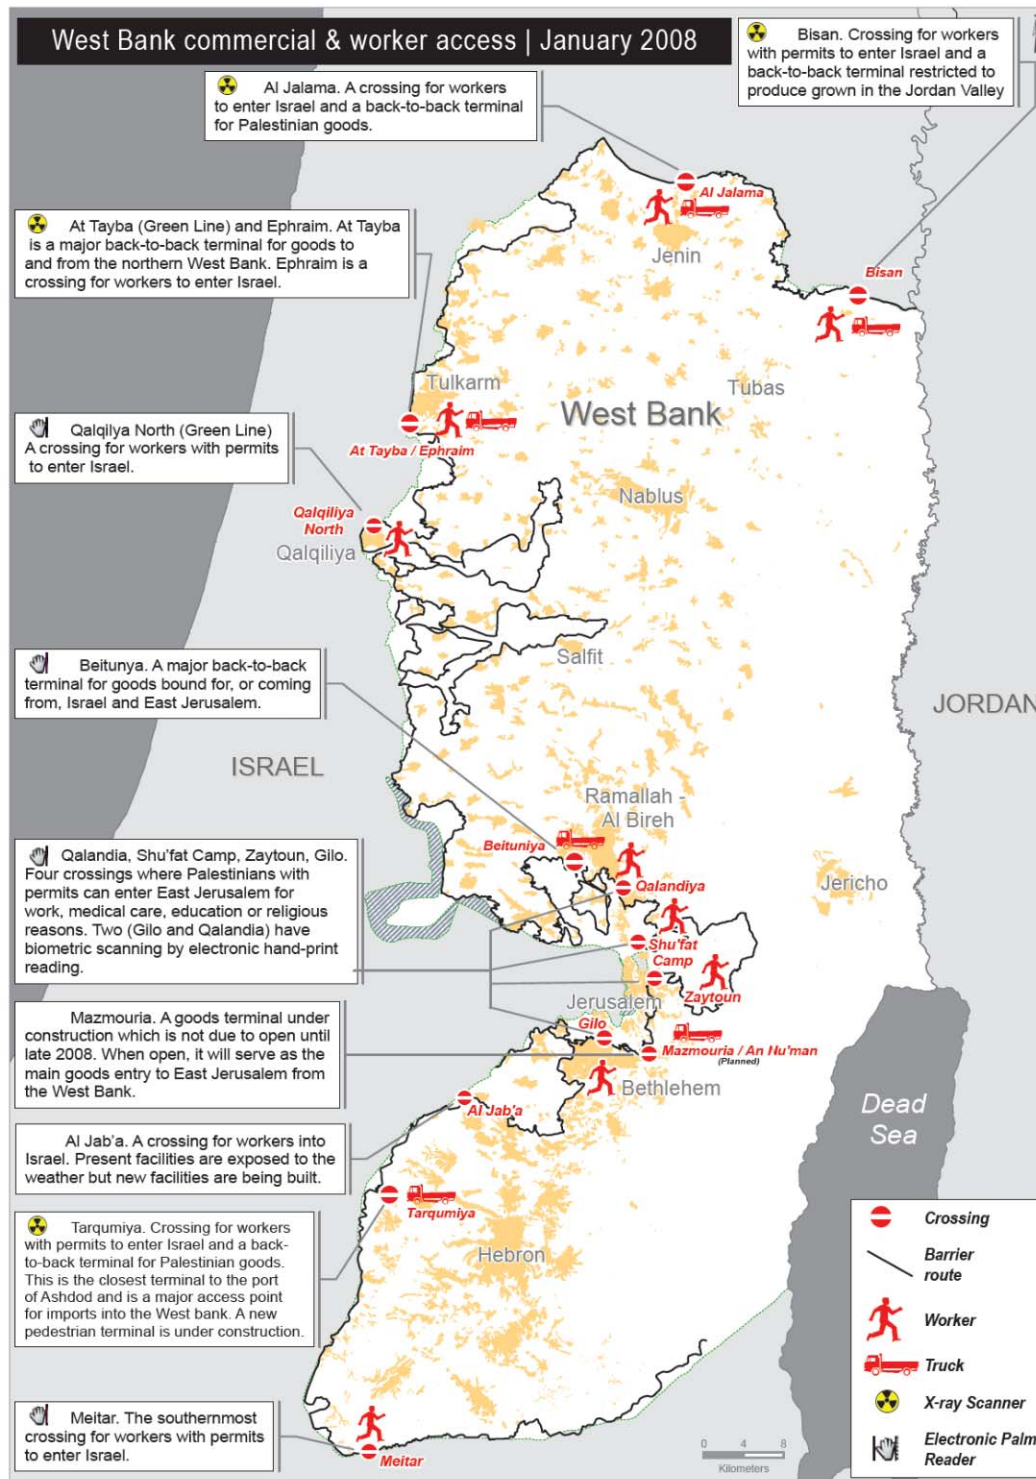 West Bank commercial & worker access | January 2008
Bisan. Crossing for workers
with permits to enter Israel and a
back-to-back terminal restricted to
produce grown in the Jordan Valley
Al Jalama. A crossing for workers
to enter Israel and a back-to-back terminal
for Palestinian goods.
Al Jalama
Jenin
At Tayba (Green Line) and Ephraim. At Tayba
is a major back-to-back terminal for goods to
and from the northern West Bank. Ephraim is a
crossing for workers to enter Israel.
Bisan
Tulkarm
Tubas
West Bank
At Tayba / Ephraim
Qalqilya North (Green Line)
A crossing for workers with permits
to enter Israel.
Nablus
Qalqiliya
North
Qalqiliya
Beitunya. A major back-to-back
terminal for goods bound for, or coming
from, Israel and East Jerusalem.
Salfit
JORDAN
ISRAEL
Ramallah -
Al Bireh
Beituniya
Qalandia, Shu'fat Camp, Zaytoun, Gilo.
Four crossings where Palestinians with
permits can enter East Jerusalem for
work, medical care, education or religious
reasons. Two (Gilo and Qalandia) have
biometric scanning by electronic hand-print
reading.
Qalandiya
Jericho
Shu'fat
Camp
Zaytoun
Jerusalem
Gilo
Mazmouria. A goods terminal under
construction which is not due to open until
late 2008. When open, it will serve as the
main goods entry to East Jerusalem from
the West Bank.
Mazmouria / An Nu'man
(Planned)
Bethlehem
Al Jab'a
Dead
Sea
Al Jab'a. A crossing for workers into
Israel. Present facilities are exposed to the
weather but new facilities are being built.
Tarqumiya
Tarqumiya. Crossing for workers
with permits to enter Israel and a back-
to-back terminal for Palestinian goods.
This is the closest terminal to the port
of Ashdod and is a major access point
for imports into the West bank. A new
pedestrian terminal is under construction.
Hebron
Meitar. The southernmost
crossing for workers with permits
to enter Israel.
Meitar
0 4 8
Kilometers
Crossing
Barrier
route
Worker
Truck
X-ray Scanner
Electronic Palm
Reader